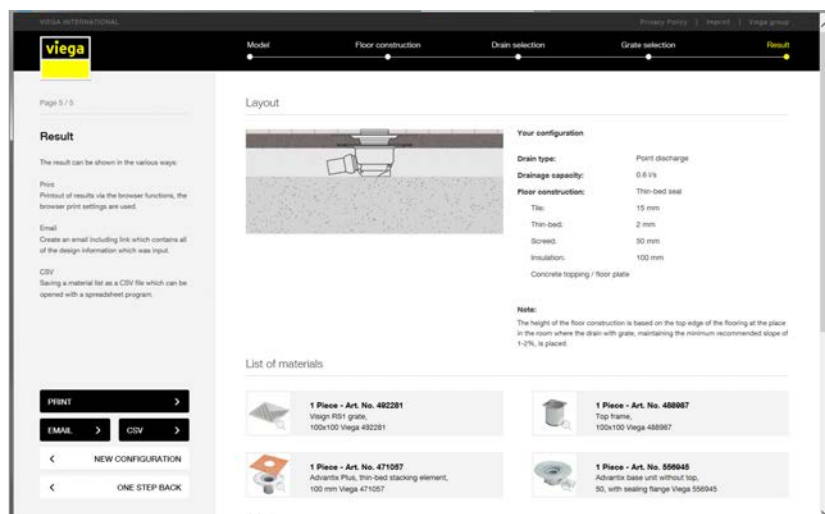 VIEGA INTERNATIONAL
Privacy Policy | Imprint | Viega group
viega
Model
Floor construction
Drain selection
Grate selection
Result
Page 5 / 5
Result
The result can be shown in the various ways:
Print
Printout of results via the browser functions, the
browser print settings are used.
Email
Create an email including link which contains all
of the design information which was input.
CSV
Saving a material list as a CSV file which can be
opened with a spreadsheet program.
PRINT
EMAIL
CSV
NEW CONFIGURATION
ONE STEP BACK
Layout
Your configuration
Drain type: Point discharge
Drainage capacity: 0.6 l/s
Floor construction: Thin-bed seal
Tile: 15 mm
Thin-bed: 2 mm
Screed: 50 mm
Insulation: 100 mm
Concrete topping / floor plate
Note:
The height of the floor construction is based on the top edge of the flooring at the place
in the room where the drain with grate, maintaining the minimum recommended slope of
1-2%, is placed.
List of materials
1 Piece - Art. No. 492281
Visign RS1 grate,
100x100 Viega 492281
1 Piece - Art. No. 488987
Top frame,
100x100 Viega 488987
1 Piece - Art. No. 471057
Advantix Plus, thin-bed stacking element,
100 mm Viega 471057
1 Piece - Art. No. 556945
Advantix base unit without top,
50, with sealing flange Viega 556945